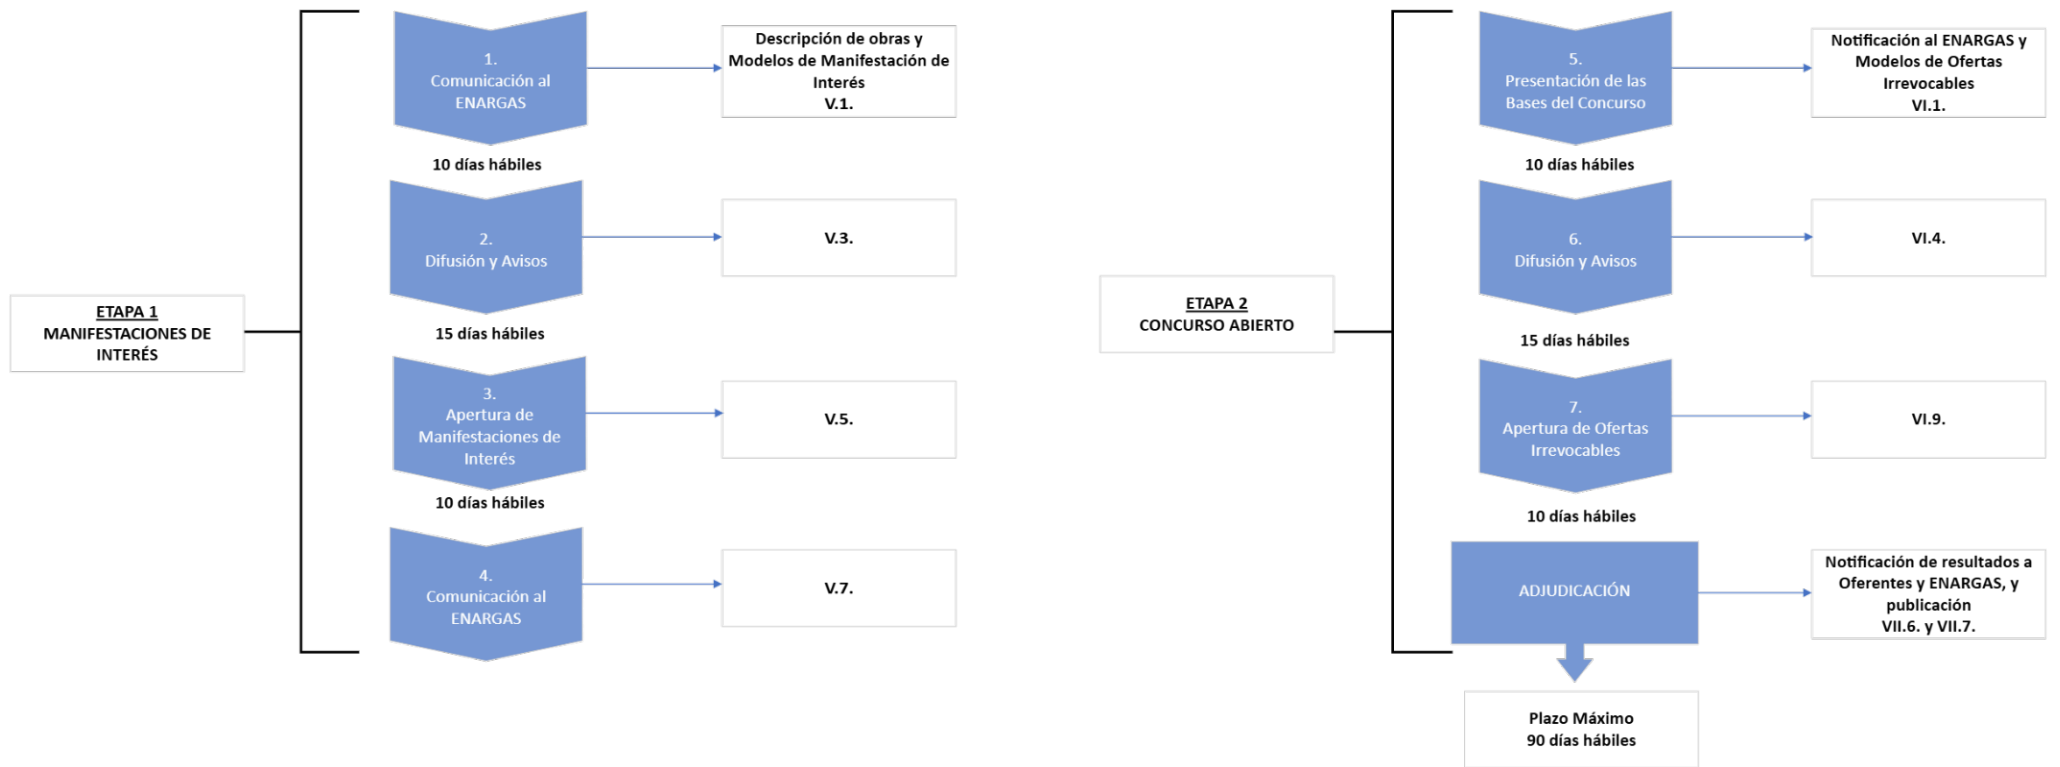 ETAPA 1
MANIFESTACIONES DE
INTERÉS
1.
Comunicación al
ENARGAS
Descripción de obras y
Modelos de Manifestación de
Interés
V.1.
10 días hábiles
2.
Difusión y Avisos
V.3.
15 días hábiles
3.
Apertura de
Manifestaciones de
Interés
V.5.
10 días hábiles
4.
Comunicación al
ENARGAS
V.7.
ETAPA 2
CONCURSO ABIERTO
5.
Presentación de las
Bases del Concurso
Notificación al ENARGAS y
Modelos de Ofertas
Irrevocables
VI.1.
10 días hábiles
6.
Difusión y Avisos
VI.4.
15 días hábiles
7.
Apertura de Ofertas
Irrevocables
VI.9.
10 días hábiles
ADJUDICACIÓN
Notificación de resultados a
Oferentes y ENARGAS, y
publicación
VII.6. y VII.7.
Plazo Máximo
90 días hábiles